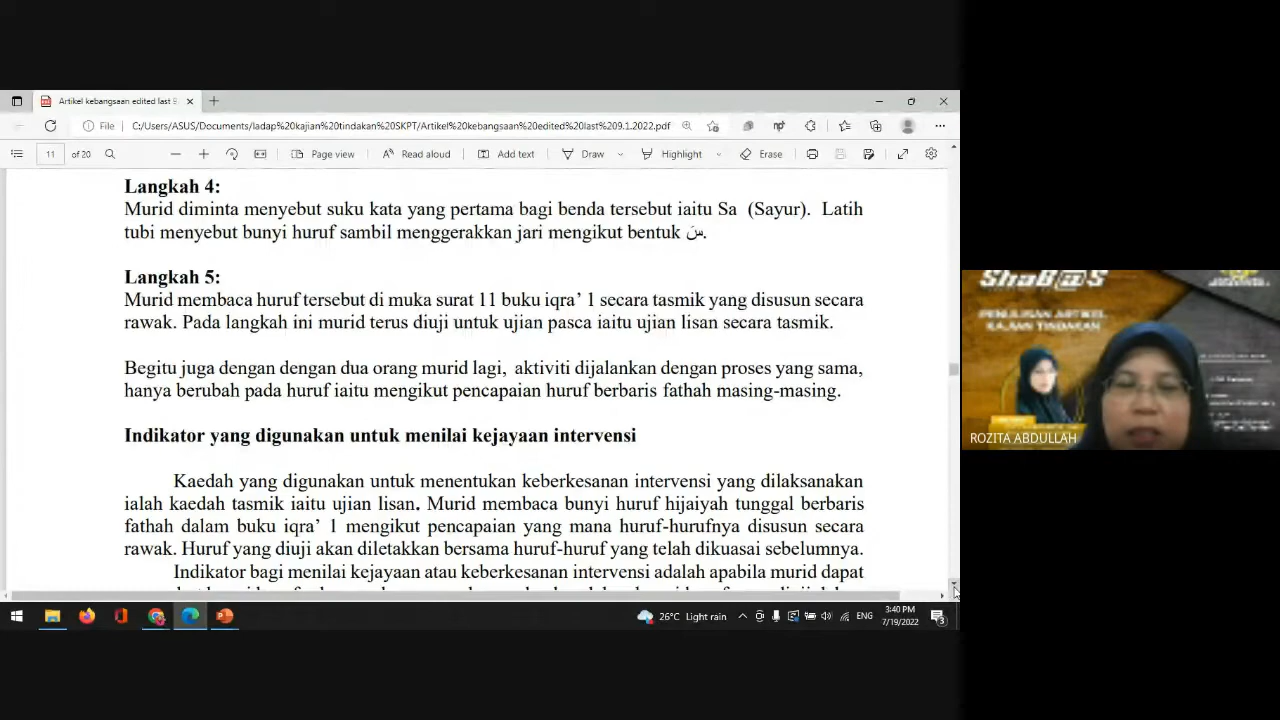 Artikel kebangsaan edited last 9
File
C:/Users/ASUS/Documents/ladap%20kajian%20tindakan%20SKPT/Artikel%20kebangsaan%20edited%20last%209.1.2022.pdf
11 of 20
Page view
Read aloud
Add text
Draw
Highlight
Erase
Langkah 4:
Murid diminta menyebut suku kata yang pertama bagi benda tersebut iaitu Sa (Sayur). Latih
tubi menyebut bunyi huruf sambil menggerakkan jari mengikut bentuk سَ.
Langkah 5:
Murid membaca huruf tersebut di muka surat 11 buku iqra’ 1 secara tasmik yang disusun secara
rawak. Pada langkah ini murid terus diuji untuk ujian pasca iaitu ujian lisan secara tasmik.
Begitu juga dengan dengan dua orang murid lagi, aktiviti dijalankan dengan proses yang sama,
hanya berubah pada huruf iaitu mengikut pencapaian huruf berbaris fathah masing-masing.
Indikator yang digunakan untuk menilai kejayaan intervensi
Kaedah yang digunakan untuk menentukan keberkesanan intervensi yang dilaksanakan
ialah kaedah tasmik iaitu ujian lisan. Murid membaca bunyi huruf hijaiyah tunggal berbaris
fathah dalam buku iqra’ 1 mengikut pencapaian yang mana huruf-hurufnya disusun secara
rawak. Huruf yang diuji akan diletakkan bersama huruf-huruf yang telah dikuasai sebelumnya.
Indikator bagi menilai kejayaan atau keberkesanan intervensi adalah apabila murid dapat
26°C Light rain
ENG
3:40 PM
7/19/2022
3
Shab@S
PENULISAN ARTIKEL
KAJIAN TINDAKAN
ROZITA ABDULLAH